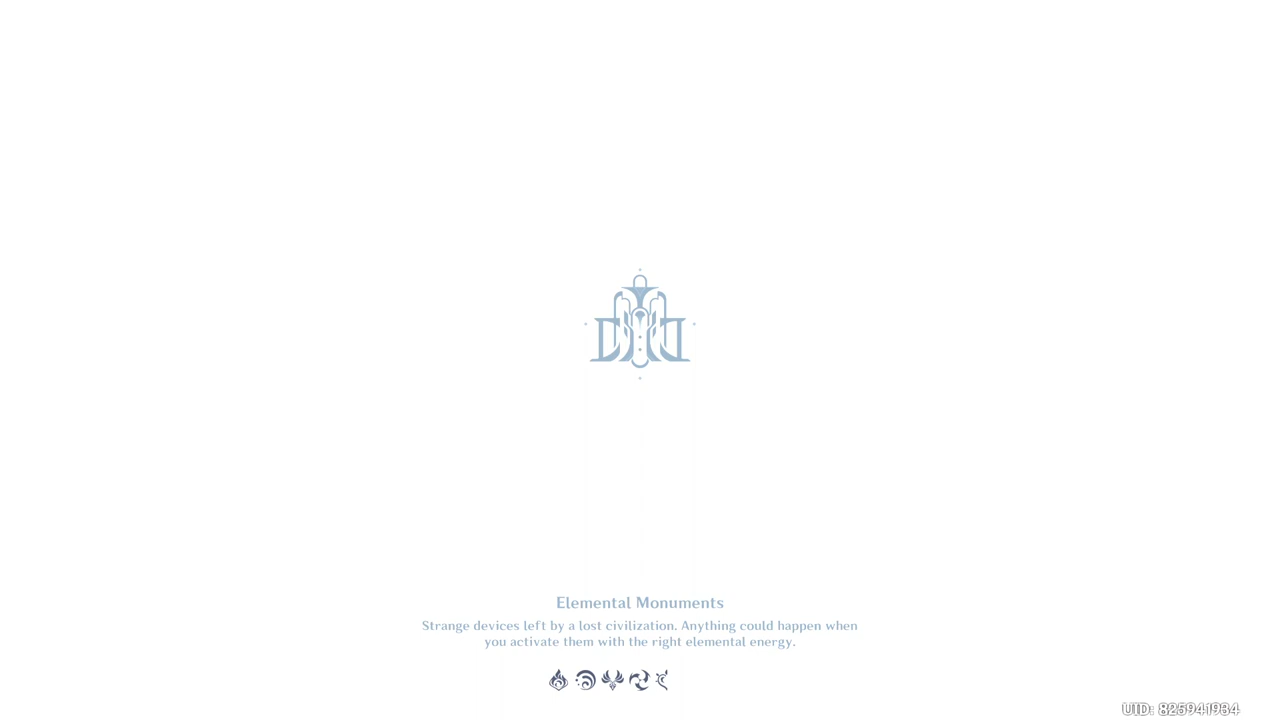 Elemental Monuments
Strange devices left by a lost civilization. Anything could happen when
you activate them with the right elemental energy.
UID: 825941934